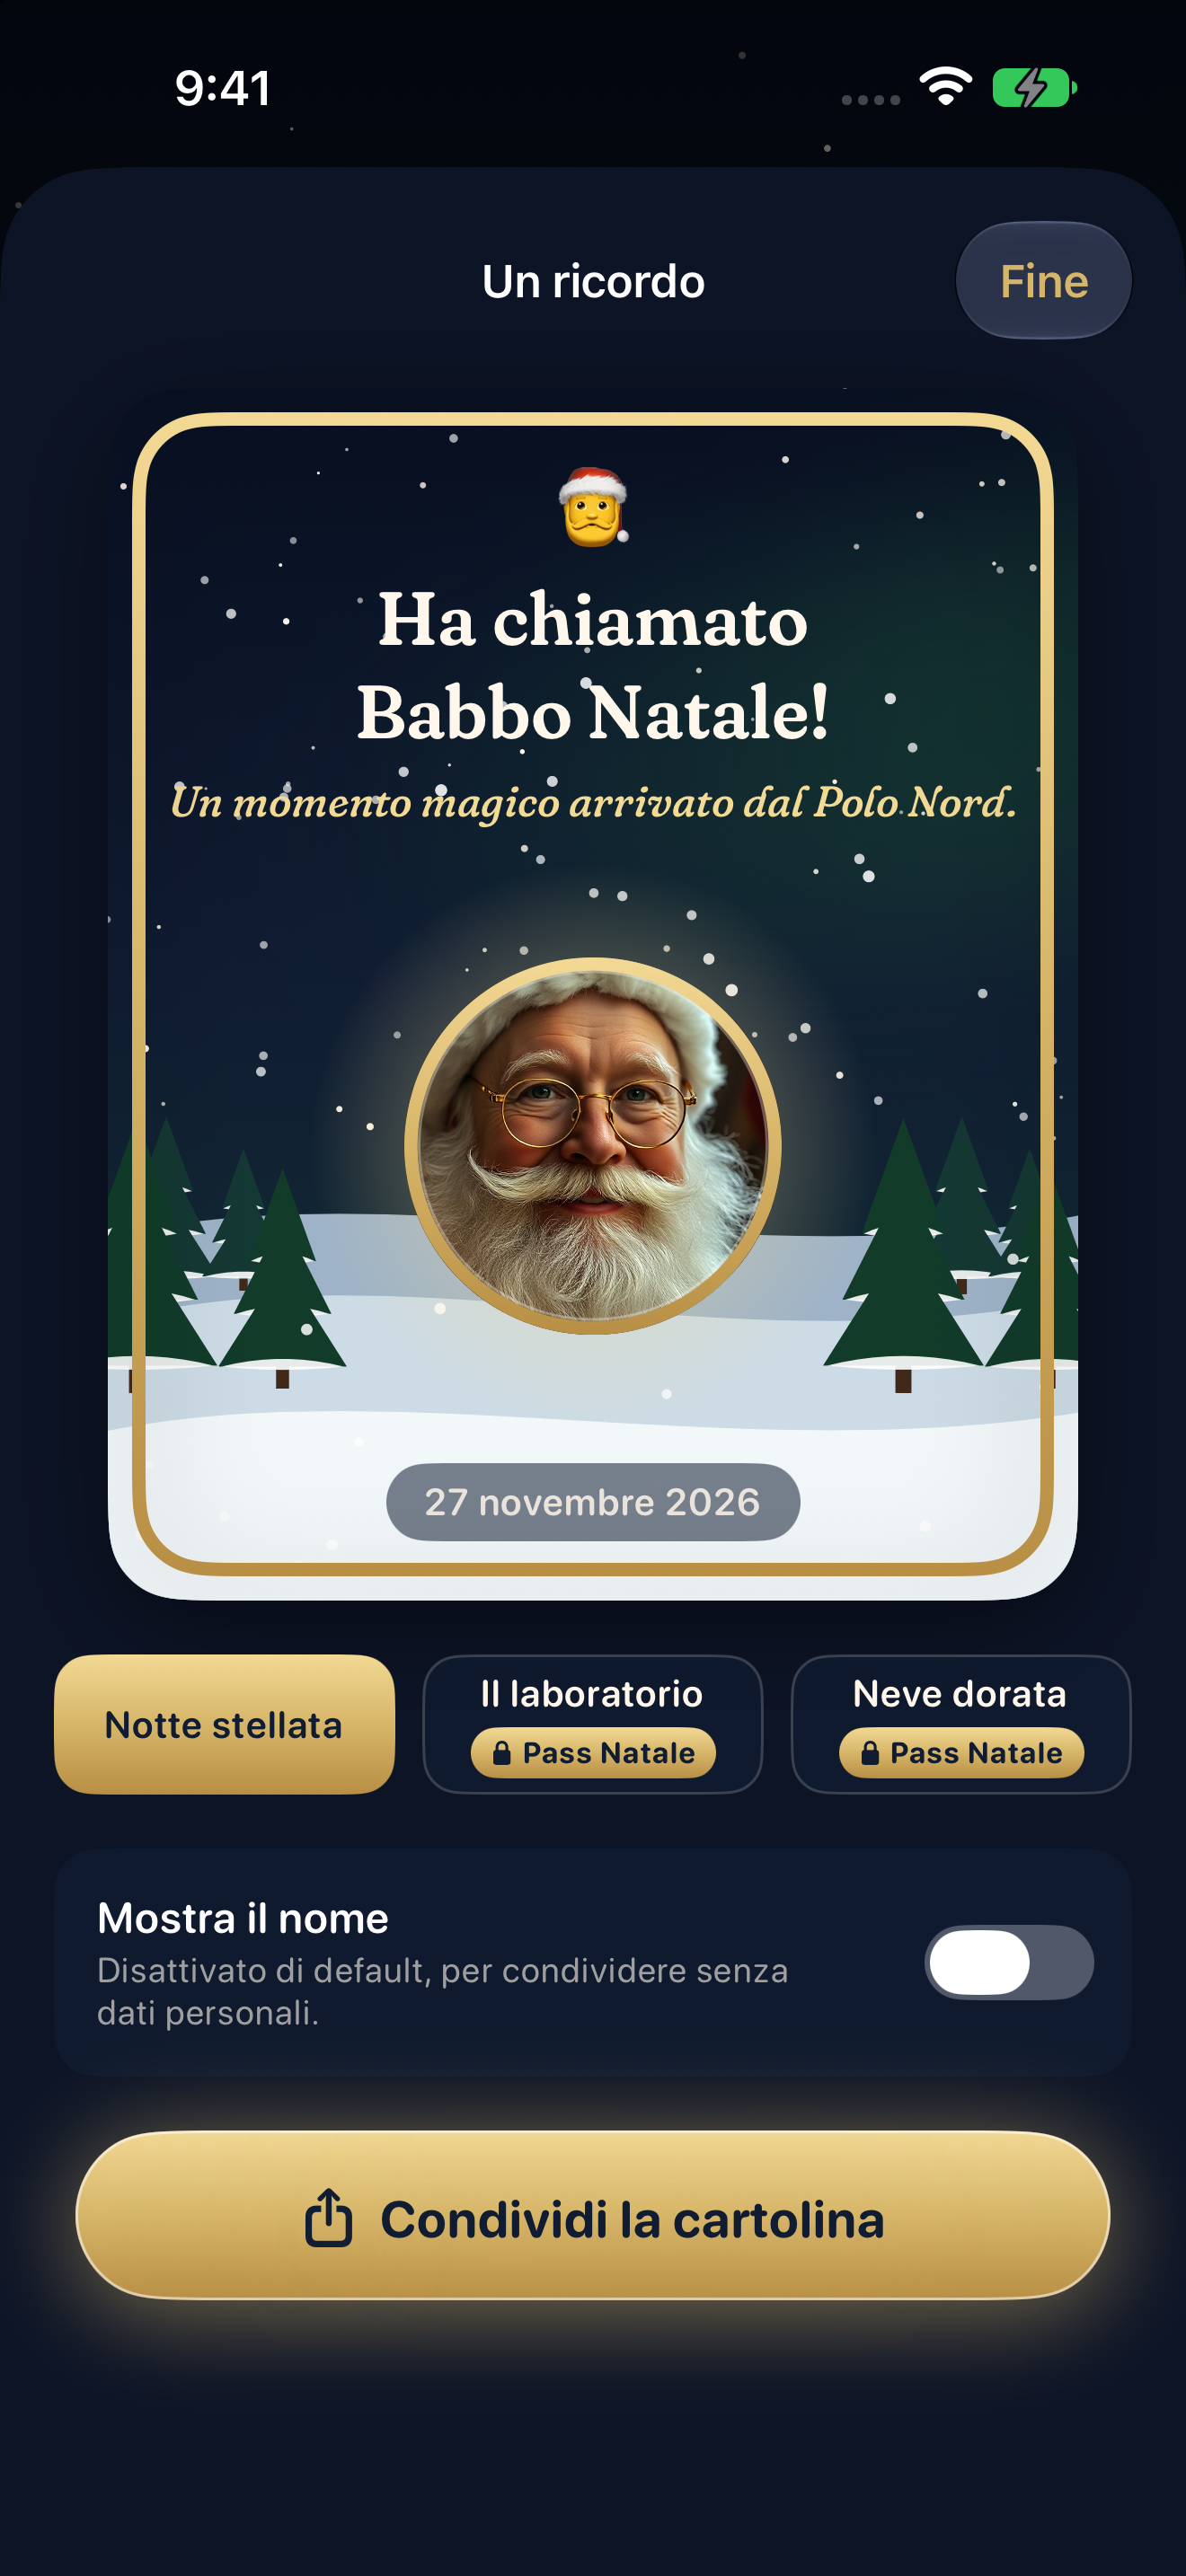 9:41
Un ricordo
Fine
Ha chiamato
Babbo Natale!
Un momento magico arrivato dal Polo Nord.
27 novembre 2026
Notte stellata
Il laboratorio
Pass Natale
Neve dorata
Pass Natale
Mostra il nome
Disattivato di default, per condividere senza
dati personali.
Condividi la cartolina